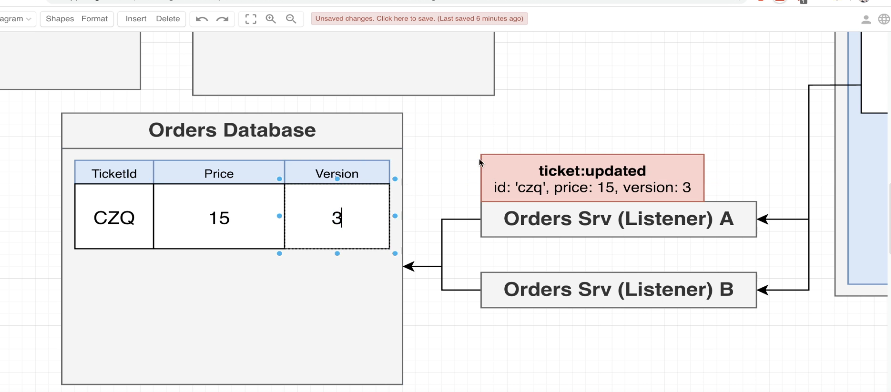 agram
Shapes Format Insert Delete
Unsaved changes. Click here to save. (Last saved 6 minutes ago)
Orders Database
TicketId Price Version
CZQ 15 3
ticket:updated
id: 'czq', price: 15, version: 3
Orders Srv (Listener) A
Orders Srv (Listener) B